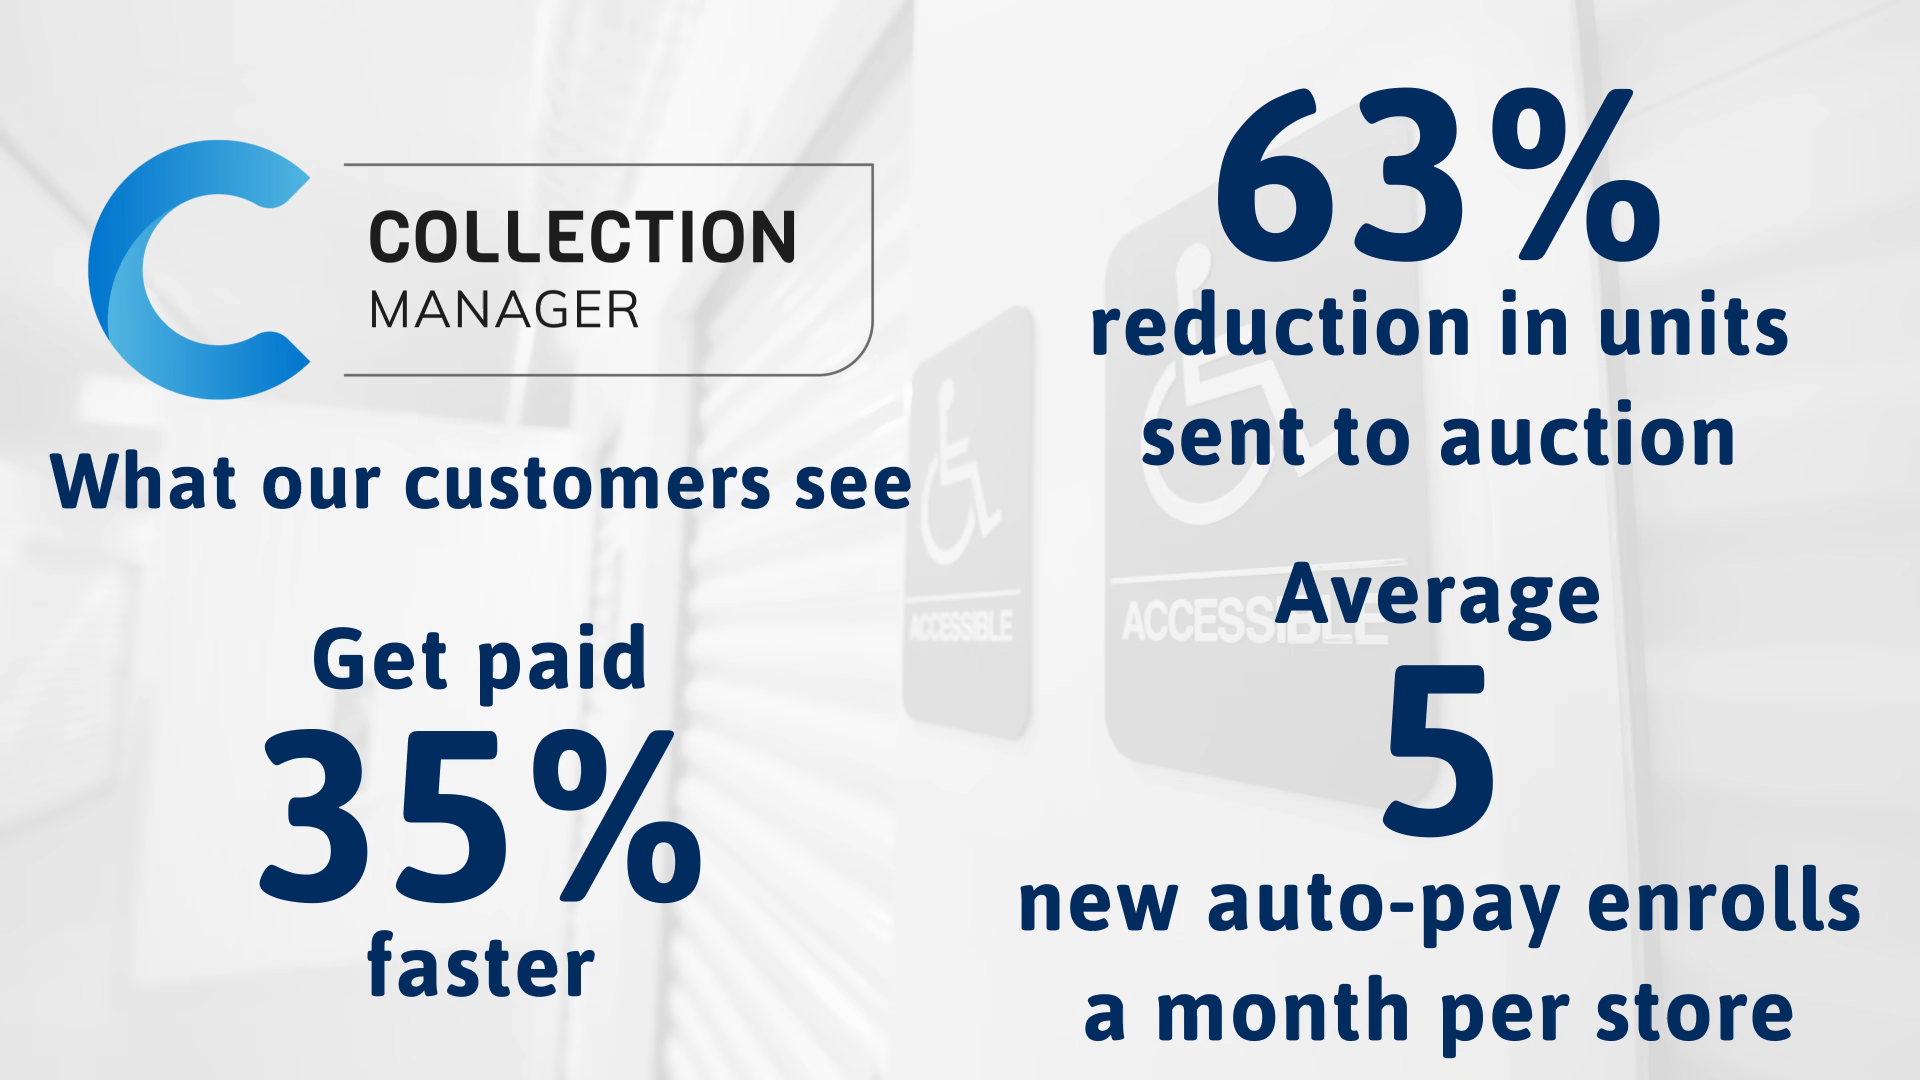 COLLECTION
MANAGER
What our customers see
Get paid
35%
faster
63%
reduction in units
sent to auction
Average
5
new auto-pay enrolls
a month per store
ACCESSIBLE
ACCESSIBLE